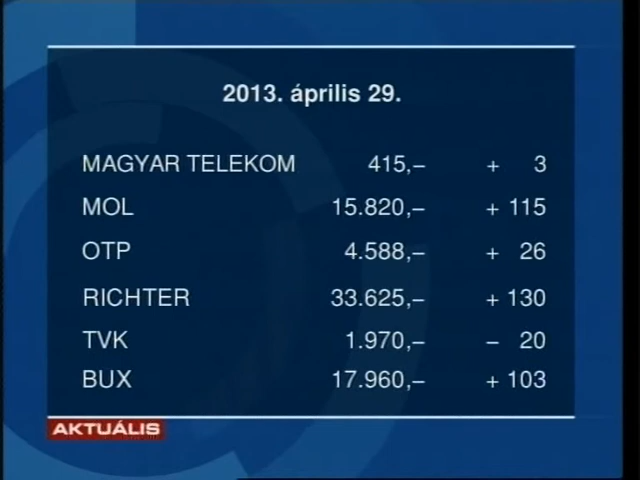 2013. április 29.
MAGYAR TELEKOM 415,– + 3
MOL 15.820,– + 115
OTP 4.588,– + 26
RICHTER 33.625,– + 130
TVK 1.970,– – 20
BUX 17.960,– + 103
AKTUÁLIS